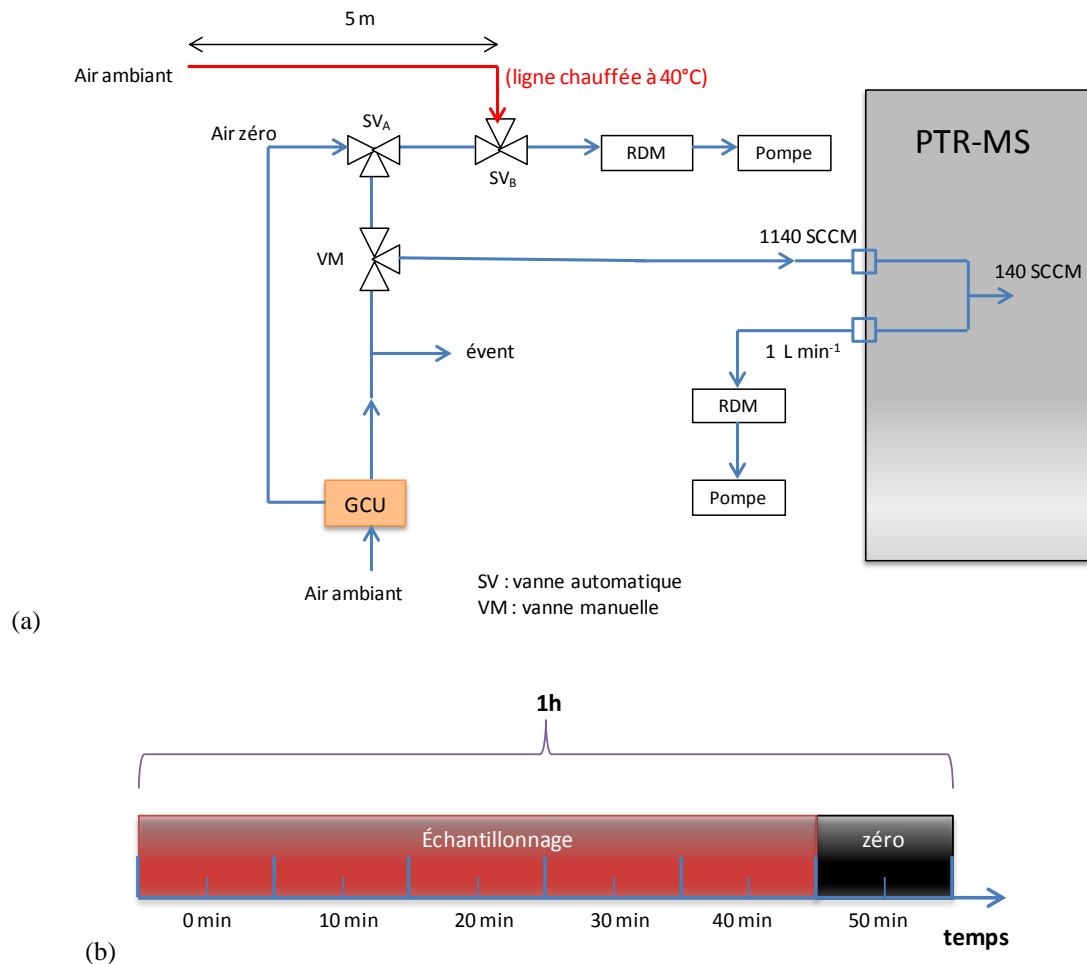 5 m
Air ambiant
(ligne chauffée à 40°C)
Air zéro
SVA
SVB
RDM
Pompe
PTR-MS
VM
1140 SCCM
140 SCCM
évent
1 L min-1
RDM
Pompe
GCU
Air ambiant
SV : vanne automatique
VM : vanne manuelle
(a)
1h
Échantillonnage
zéro
0 min
10 min
20 min
30 min
40 min
50 min
temps
(b)